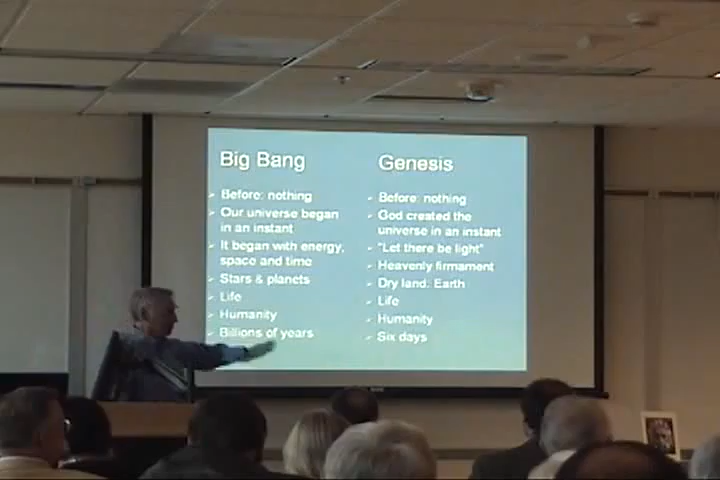 Big Bang
Before: nothing
Our universe began
in an instant
It began with energy,
space and time
Stars & planets
Life
Humanity
Billions of years
Genesis
Before: nothing
God created the
universe in an instant
"Let there be light"
Heavenly firmament
Dry land: Earth
Life
Humanity
Six days